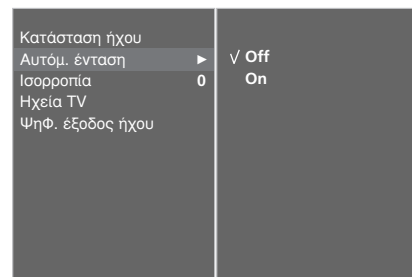 Κατάσταση ήχου
Αυτόμ. ένταση ► √ Off
Ισορροπία 0 On
Ηχεία TV
ΨηΦ. έξοδος ήχου